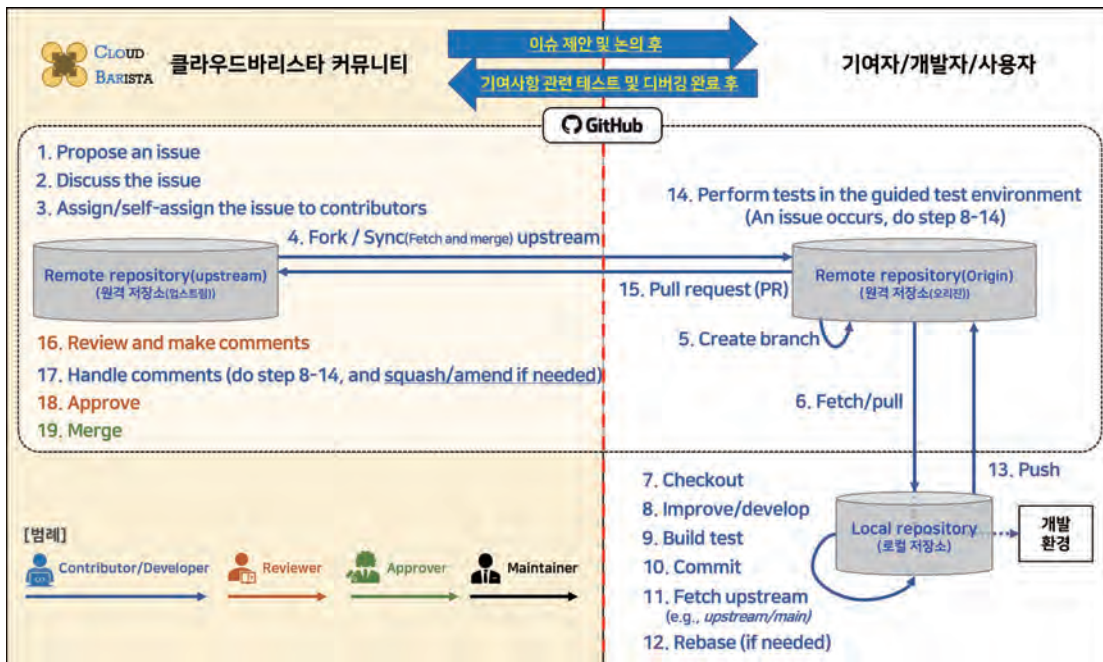 CLOUD
BARISTA
클라우드바리스타 커뮤니티
이슈 제안 및 논의 후
기여사항 관련 테스트 및 디버깅 완료 후
기여자/개발자/사용자
GitHub
1. Propose an issue
2. Discuss the issue
3. Assign/self-assign the issue to contributors
4. Fork / Sync(Fetch and merge) upstream
14. Perform tests in the guided test environment
(An issue occurs, do step 8-14)
Remote repository(upstream)
(원격 저장소(업스트림))
Remote repository(Origin)
(원격 저장소(오리진))
15. Pull request (PR)
5. Create branch
16. Review and make comments
17. Handle comments (do step 8-14, and squash/amend if needed)
18. Approve
19. Merge
6. Fetch/pull
13. Push
7. Checkout
8. Improve/develop
9. Build test
10. Commit
11. Fetch upstream
(e.g., upstream/main)
12. Rebase (if needed)
Local repository
(로컬 저장소)
개발
환경
[범례]
Contributor/Developer
Reviewer
Approver
Maintainer